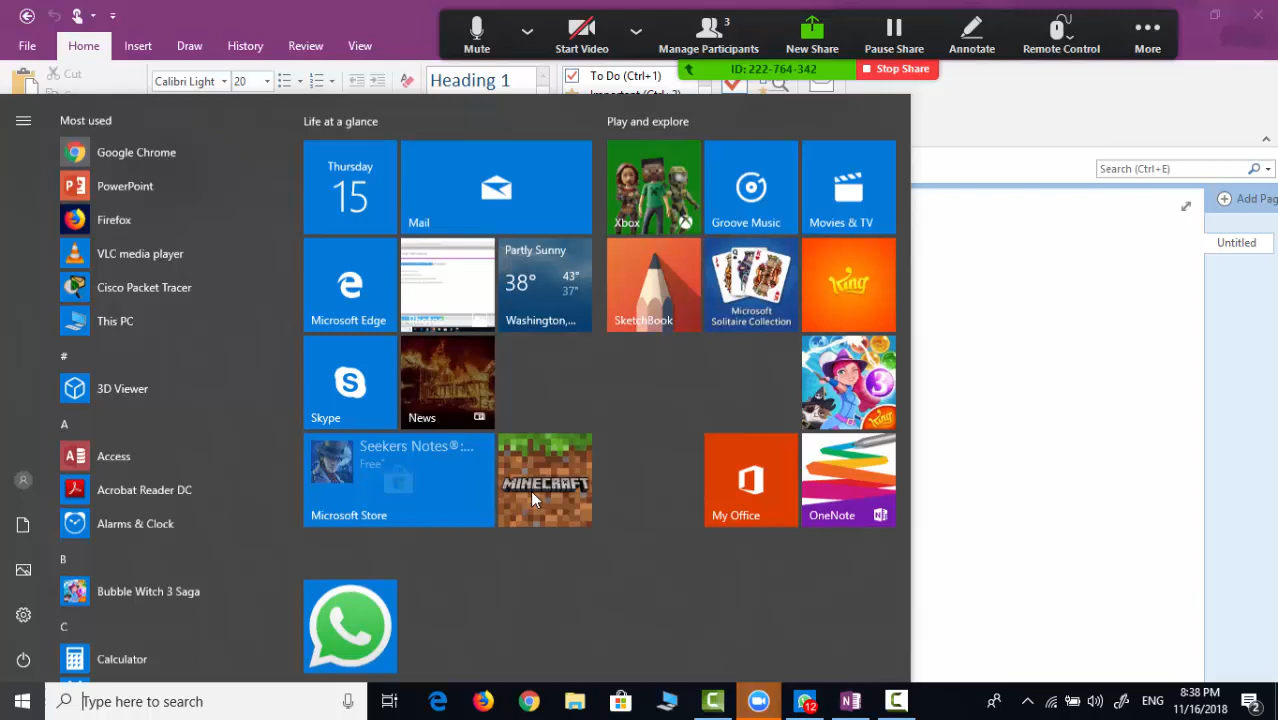 File
Home
Insert
Draw
History
Review
View
Mute
Start Video
3
Manage Participants
New Share
Pause Share
Annotate
Remote Control
More
ID: 222-764-342
Stop Share
Cut
Calibri Light
20
Heading 1
To Do (Ctrl+1)
Search (Ctrl+E)
Add Pag
Untitled
Most used
Google Chrome
PowerPoint
Firefox
VLC media player
Cisco Packet Tracer
This PC
#
3D Viewer
A
Access
Acrobat Reader DC
Alarms & Clock
B
Bubble Witch 3 Saga
C
Calculator
Life at a glance
Thursday
15
Mail
Microsoft Edge
Partly Sunny
38°
43°
37°
Washington,...
Skype
News
Seekers Notes®:...
Free*
Microsoft Store
MINECRAFT
Play and explore
Xbox
Groove Music
Movies & TV
SketchBook
Microsoft
Solitaire Collection
King
3
King
My Office
OneNote
Type here to search
12
ENG
8:38 PM
11/16/2018
2